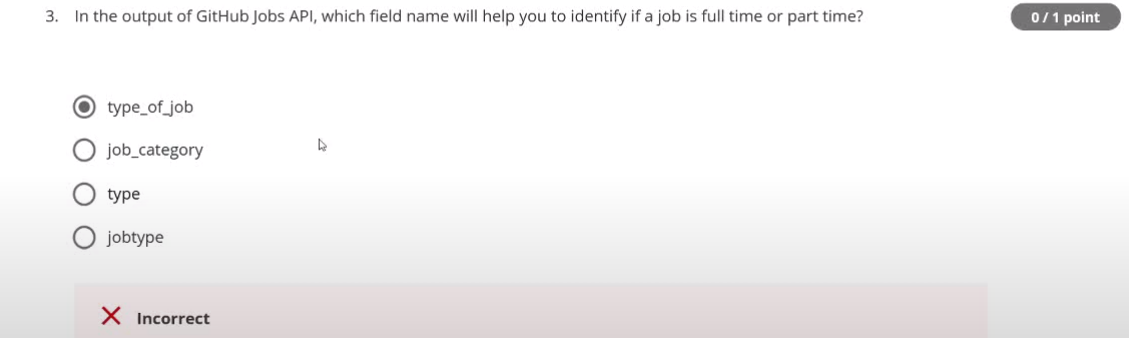 3. In the output of GitHub Jobs API, which field name will help you to identify if a job is full time or part time?
0 / 1 point
type_of_job
job_category
type
jobtype
Incorrect